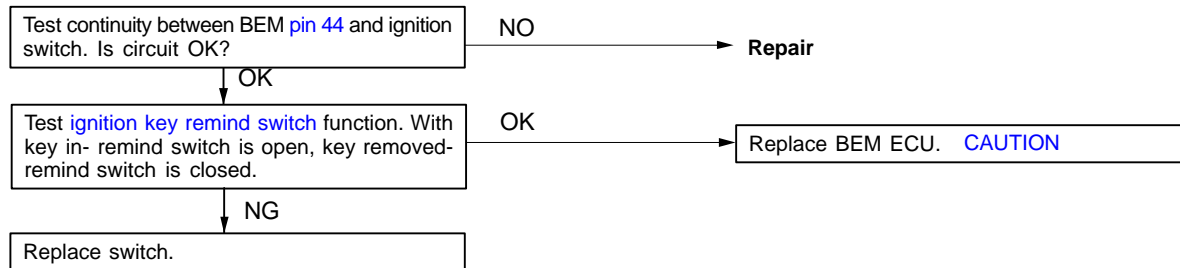 Test continuity between BEM pin 44 and ignition
switch. Is circuit OK?
NO
Repair
OK
Test ignition key remind switch function. With
key in- remind switch is open, key removed-
remind switch is closed.
OK
Replace BEM ECU. CAUTION
NG
Replace switch.